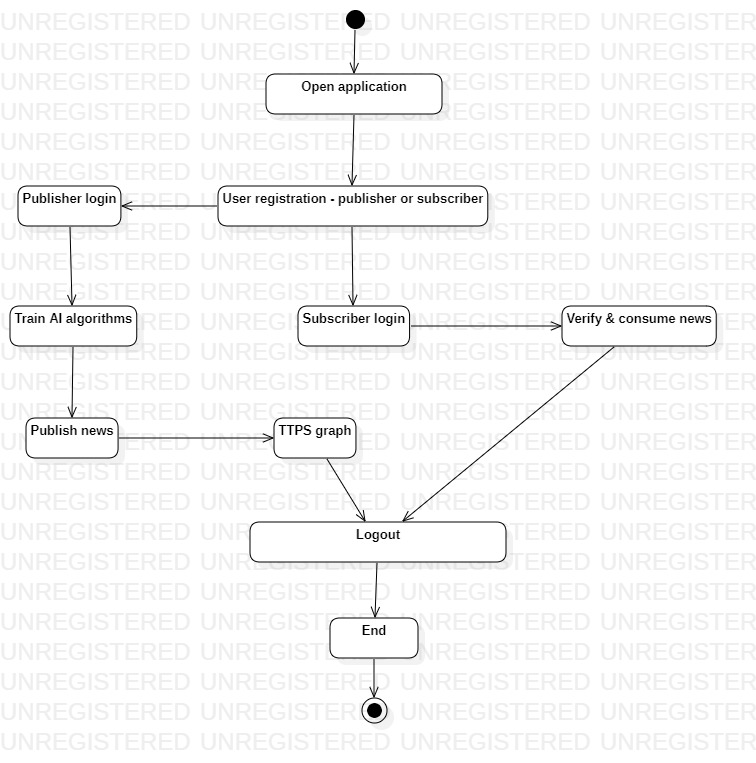 Open application
Publisher login
User registration - publisher or subscriber
Train AI algorithms
Subscriber login
Verify & consume news
Publish news
TTPS graph
Logout
End
UNREGISTERED